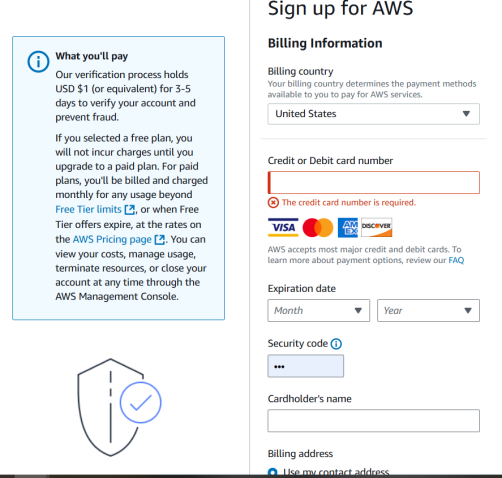 What you'll pay
Our verification process holds
USD $1 (or equivalent) for 3-5
days to verify your account and
prevent fraud.
If you selected a free plan, you
will not incur charges until you
upgrade to a paid plan. For paid
plans, you'll be billed and charged
monthly for any usage beyond
Free Tier limits, or when Free
Tier offers expire, at the rates on
the AWS Pricing page. You can
view your costs, manage usage,
terminate resources, or close your
account at any time through the
AWS Management Console.
Sign up for AWS
Billing Information
Billing country
Your billing country determines the payment methods
available to you to pay for AWS services.
United States
Credit or Debit card number
The credit card number is required.
VISA
AM
EX
DISCOVER
AWS accepts most major credit and debit cards. To
learn more about payment options, review our FAQ
Expiration date
Month
Year
Security code
•••
Cardholder's name
Billing address
Use my contact address